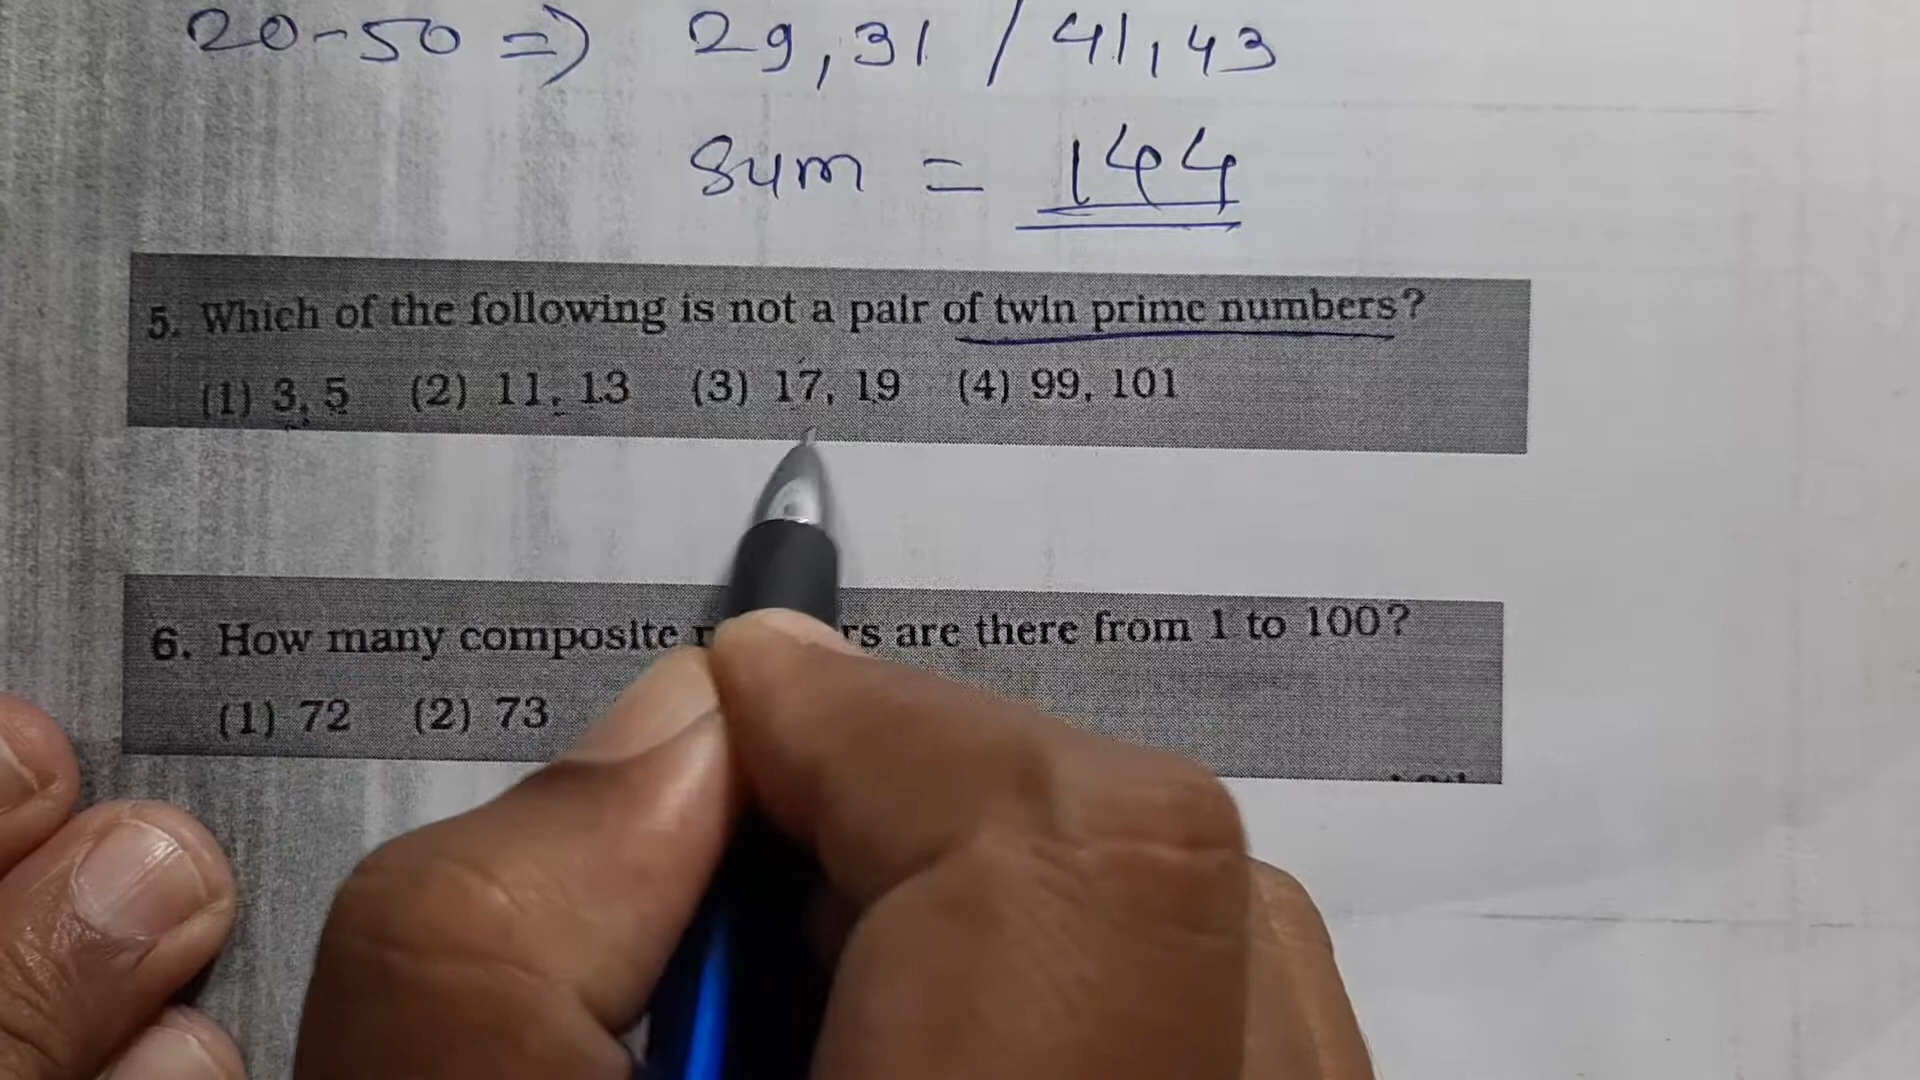 20-50 => 29, 31 / 41, 43
Sum = 144
5. Which of the following is not a pair of twin prime numbers?
(1) 3, 5 (2) 11, 13 (3) 17, 19 (4) 99, 101
6. How many composite are there from 1 to 100?
(1) 72 (2) 73